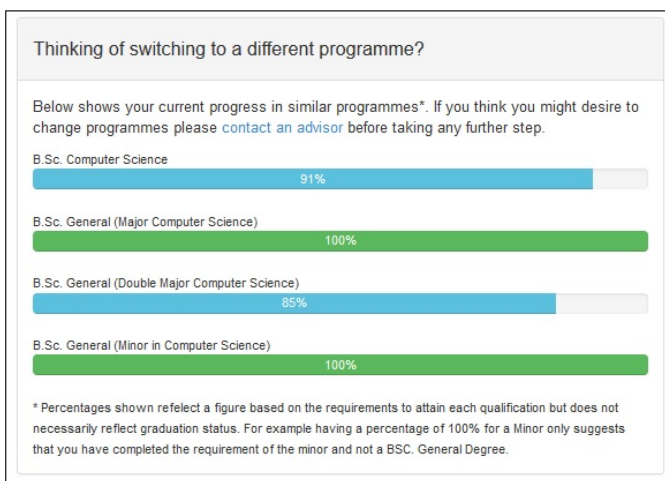 Thinking of switching to a different programme?
Below shows your current progress in similar programmes*. If you think you might desire to
change programmes please contact an advisor before taking any further step.
B.Sc. Computer Science
91%
B.Sc. General (Major Computer Science)
100%
B.Sc. General (Double Major Computer Science)
85%
B.Sc. General (Minor in Computer Science)
100%
* Percentages shown refelect a figure based on the requirements to attain each qualification but does not
necessarily reflect graduation status. For example having a percentage of 100% for a Minor only suggests
that you have completed the requirement of the minor and not a BSC. General Degree.